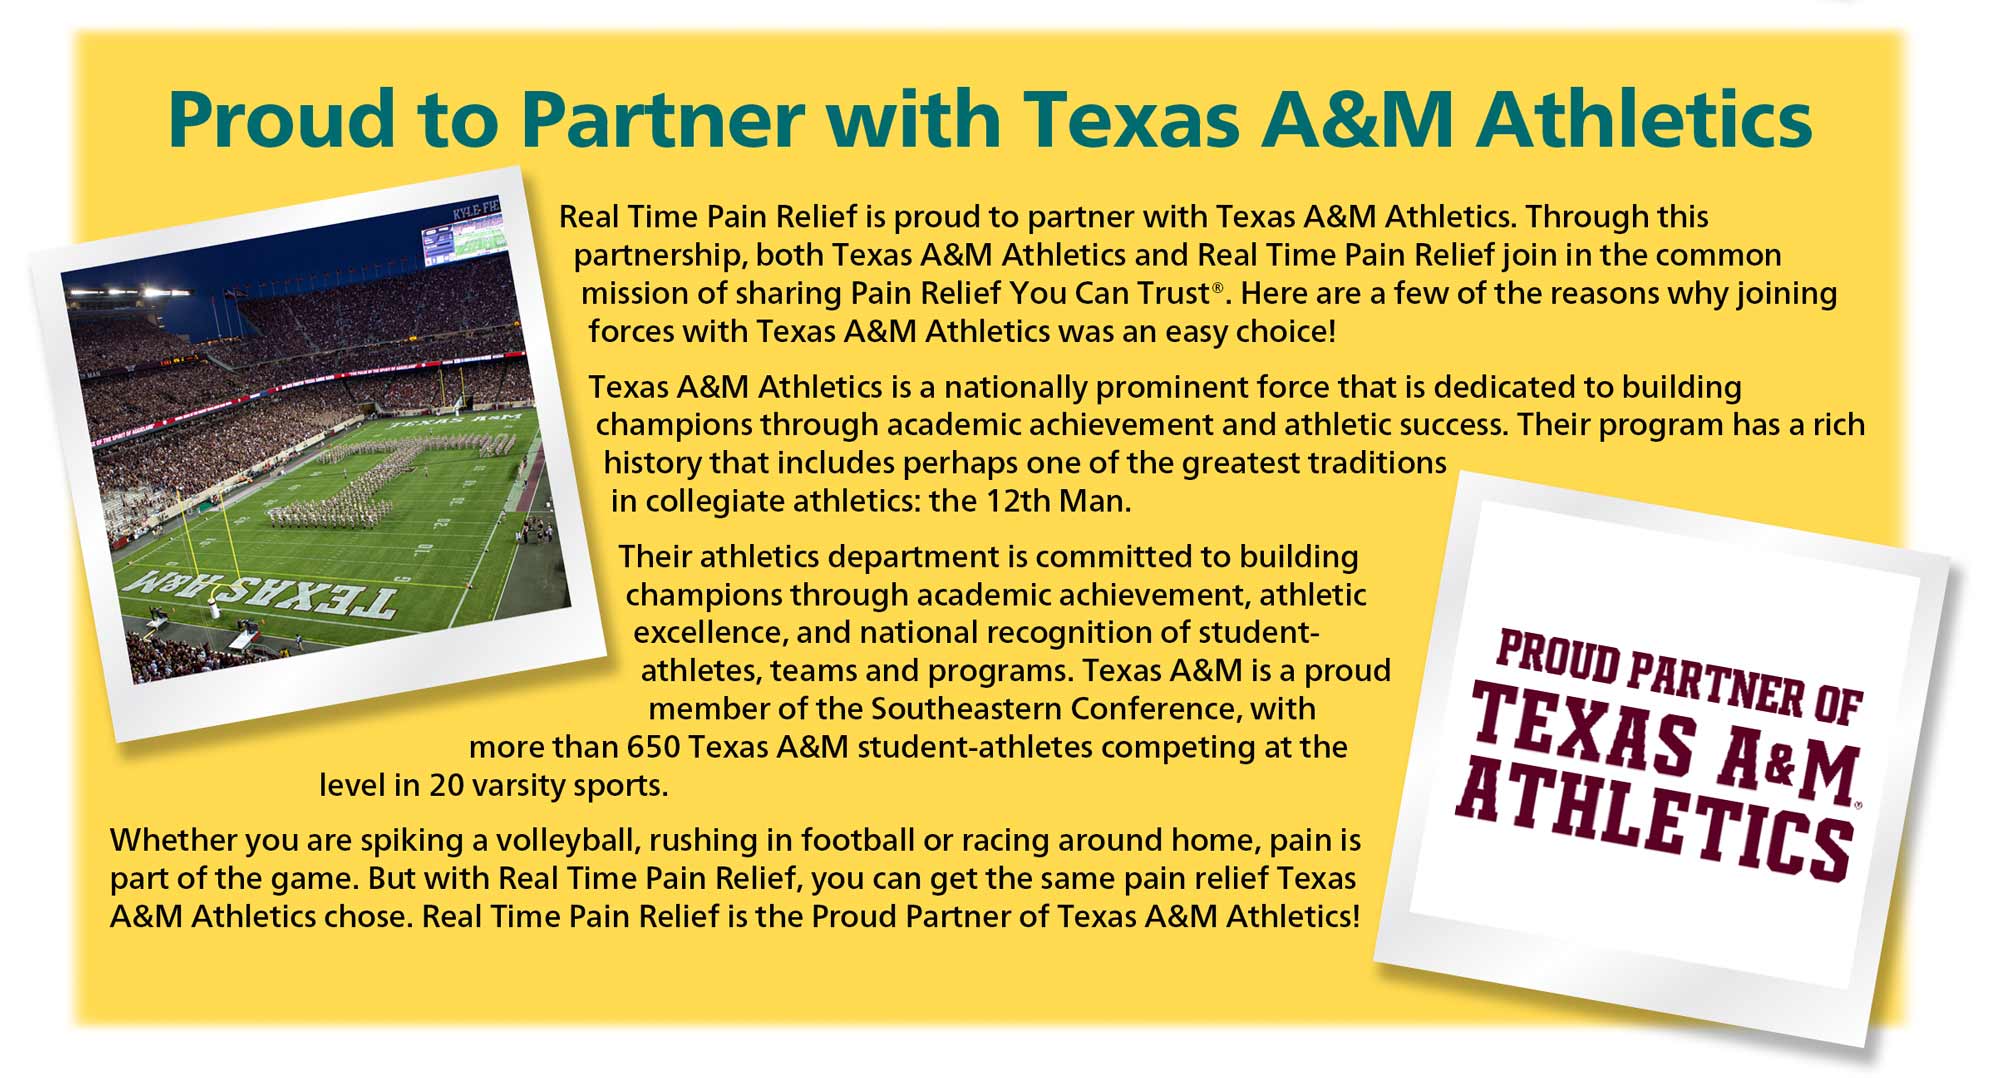 Proud to Partner with Texas A&M Athletics
Real Time Pain Relief is proud to partner with Texas A&M Athletics. Through this
partnership, both Texas A&M Athletics and Real Time Pain Relief join in the common
mission of sharing Pain Relief You Can Trust®. Here are a few of the reasons why joining
forces with Texas A&M Athletics was an easy choice!
Texas A&M Athletics is a nationally prominent force that is dedicated to building
champions through academic achievement and athletic success. Their program has a rich
history that includes perhaps one of the greatest traditions
in collegiate athletics: the 12th Man.
Their athletics department is committed to building
champions through academic achievement, athletic
excellence, and national recognition of student-
athletes, teams and programs. Texas A&M is a proud
member of the Southeastern Conference, with
more than 650 Texas A&M student-athletes competing at the
level in 20 varsity sports.
Whether you are spiking a volleyball, rushing in football or racing around home, pain is
part of the game. But with Real Time Pain Relief, you can get the same pain relief Texas
A&M Athletics chose. Real Time Pain Relief is the Proud Partner of Texas A&M Athletics!
KYLE FIE
TEXAS A&M
TEXAS A&M
PROUD PARTNER OF
TEXAS A&M
ATHLETICS